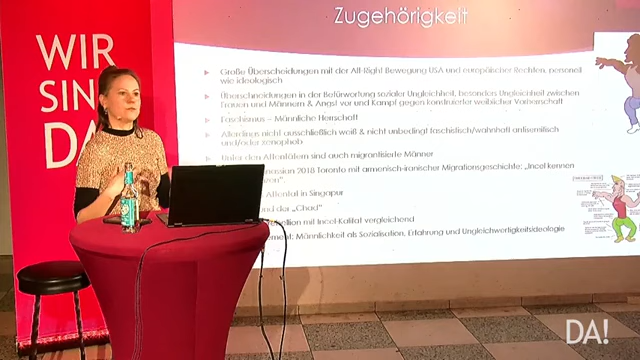 WIR
SIN
DA
Zugehörigkeit
Große Überscheidungen mit der Alt-Right Bewegung USA und europäischer Rechten, personell
wie ideologisch
Überschneidungen in der Befürwortung sozialer Ungleichheit, besonders Ungleichheit zwischen
Frauen und Männern & Angst vor und Kampf gegen konstruierter weiblicher Vorherrschaft
Faschismus – Männliche Herrschaft
Allerdings nicht ausschließlich weiß & nicht unbedingt faschistisch/wahnhaft antisemitisch
und/oder xenophob
Unter den Attentätern sind auch migrantisierte Männer
2018 Toronto mit armenisch-iranischer Migrationsgeschichte: „Incel kennen
Attentat in Singapur
und der „Chad“
mit Incel-Kalifat vergleichend
Männlichkeit als Sozialisation, Erfahrung und Ungleichwertigkeitsideologie
DA!